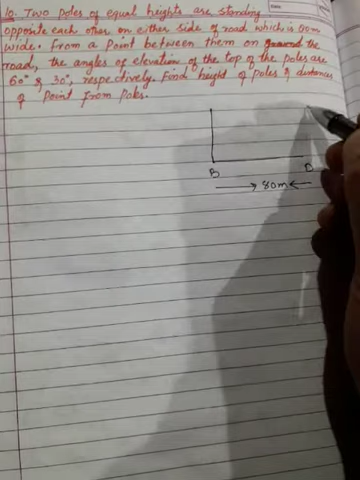 10. Two poles of equal heights are standing
opposite each other on either side of road which is 80m
wide. From a Point between them on the
road, the angles of elevation of the top of the poles are
60° & 30°, respectively. Find height of poles & distances
of Point from Poles.
B D
80m
Date: